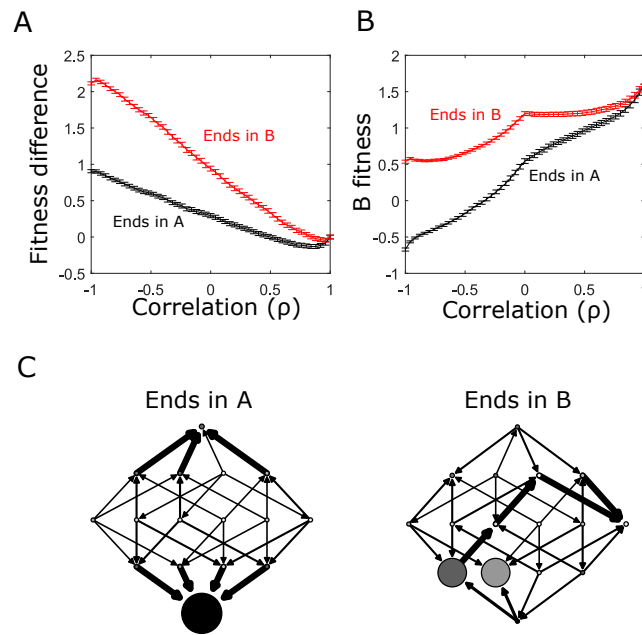 A
Fitness difference
2.5
2
1.5
1
0.5
0
-0.5
-1
-0.5
0
0.5
1
Ends in B
Ends in A
Correlation (ρ)
B
B fitness
2
1.5
1
0.5
0
-0.5
-1
-1
-0.5
0
0.5
Ends in B
Ends in A
Correlation (ρ)
C
Ends in A
Ends in B